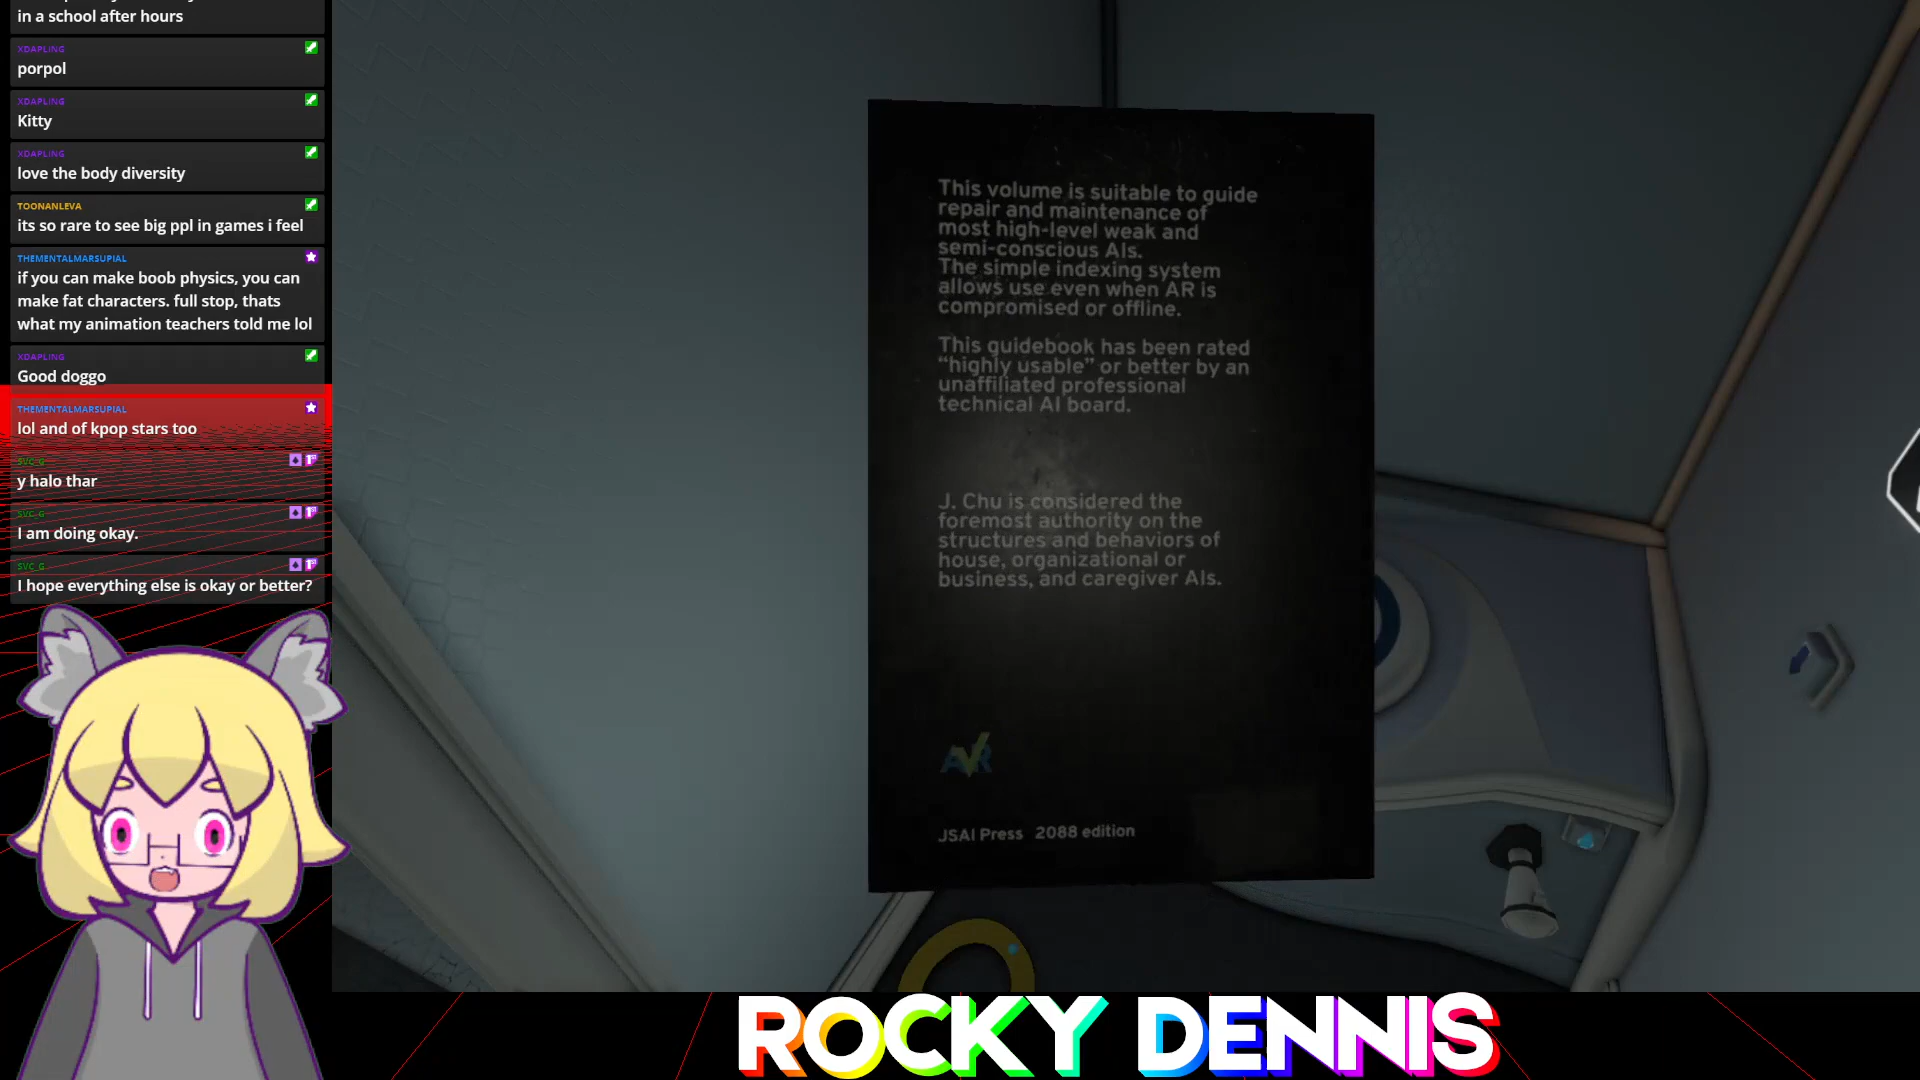 in a school after hours
XDAPLING
porpol
XDAPLING
Kitty
XDAPLING
love the body diversity
TOONANLEVA
its so rare to see big ppl in games i feel
THEMENTALMARSUPIAL
if you can make boob physics, you can
make fat characters. full stop, thats
what my animation teachers told me lol
XDAPLING
Good doggo
THEMENTALMARSUPIAL
lol and of kpop stars too
SVC_G
y halo thar
SVC_G
I am doing okay.
SVC_G
I hope everything else is okay or better?
This volume is suitable to guide
repair and maintenance of
most high-level weak and
semi-conscious AIs.
The simple indexing system
allows use even when AR is
compromised or offline.
This guidebook has been rated
“highly usable” or better by an
unaffiliated professional
technical AI board.
J. Chu is considered the
foremost authority on the
structures and behaviors of
house, organizational or
business, and caregiver AIs.
AVR
JSAI Press 2088 edition
ROCKY DENNIS